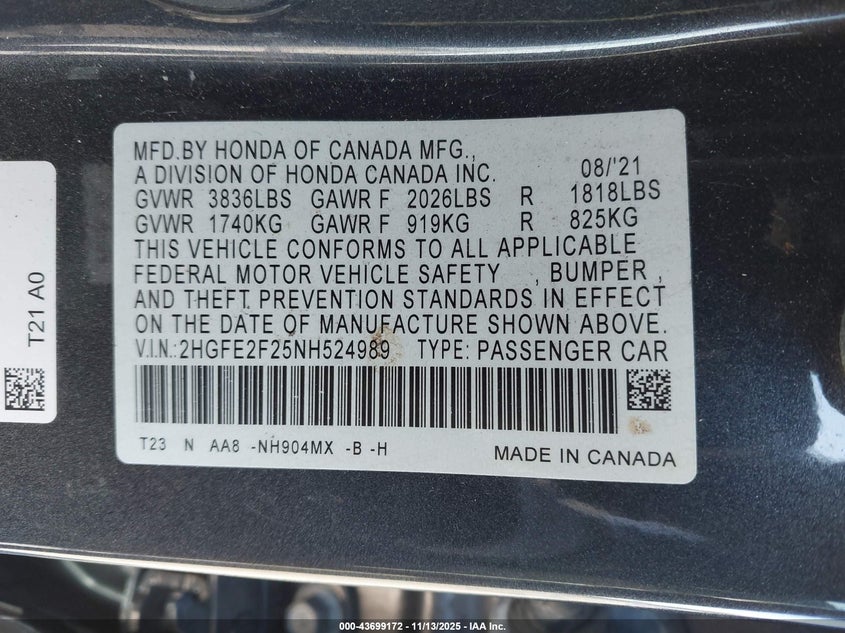 MFD.BY HONDA OF CANADA MFG.,
A DIVISION OF HONDA CANADA INC. 08/'21
GVWR 3836LBS GAWR F 2026LBS R 1818LBS
GVWR 1740KG GAWR F 919KG R 825KG
THIS VEHICLE CONFORMS TO ALL APPLICABLE
FEDERAL MOTOR VEHICLE SAFETY , BUMPER ,
AND THEFT PREVENTION STANDARDS IN EFFECT
ON THE DATE OF MANUFACTURE SHOWN ABOVE.
V.I.N.:2HGFE2F25NH524989 TYPE: PASSENGER CAR
T23 N AA8 -NH904MX -B -H
MADE IN CANADA
T21 A0
000-43699172 - 11/13/2025 - IAA Inc.